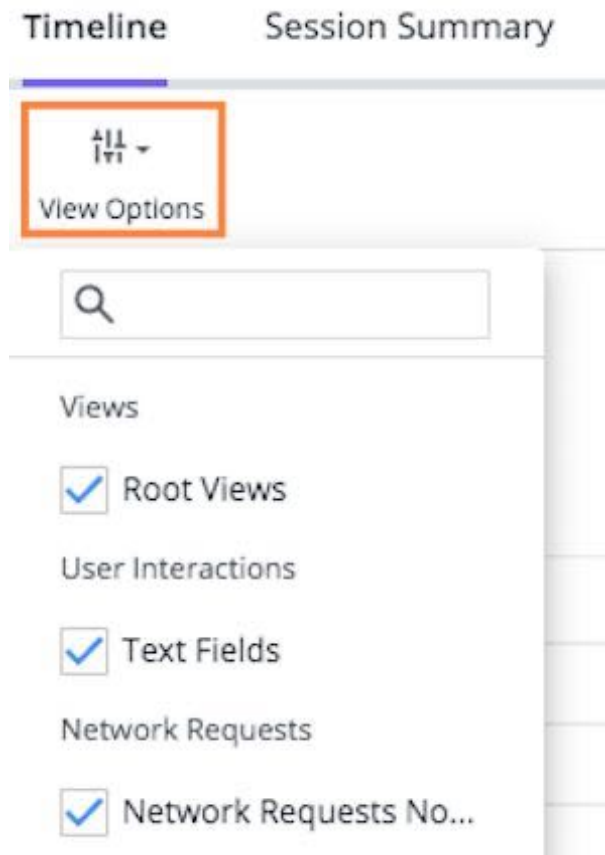 Timeline Session Summary
View Options
Views
Root Views
User Interactions
Text Fields
Network Requests
Network Requests No...